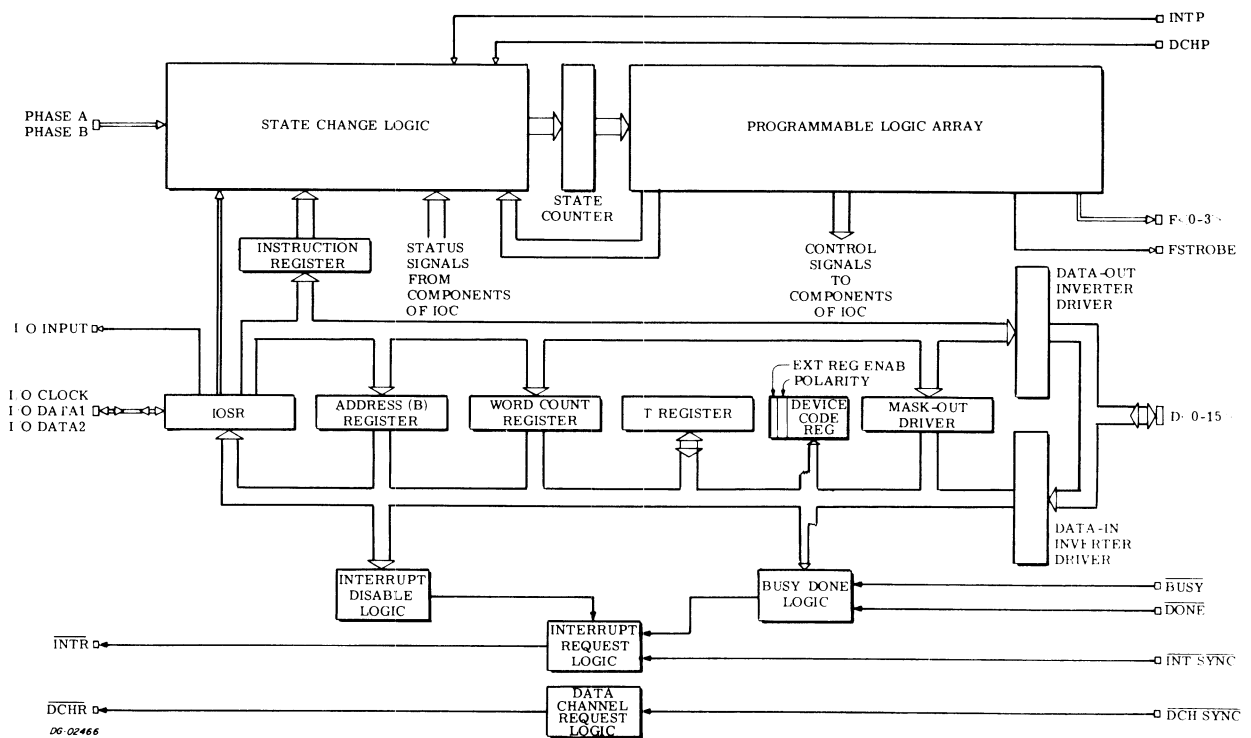 INTP
DCHP
PHASE A
PHASE B
STATE CHANGE LOGIC
PROGRAMMABLE LOGIC ARRAY
STATE
COUNTER
F<0-3>
FSTROBE
INSTRUCTION
REGISTER
STATUS
SIGNALS
FROM
COMPONENTS
OF IOC
CONTROL
SIGNALS
TO
COMPONENTS
OF IOC
DATA-OUT
INVERTER
DRIVER
I/O INPUT
EXT REG ENAB
POLARITY
I/O CLOCK
I/O DATA1
I/O DATA2
IOSR
ADDRESS (B)
REGISTER
WORD COUNT
REGISTER
T REGISTER
DEVICE
CODE
REG
MASK-OUT
DRIVER
D<0-15>
DATA-IN
INVERTER
DRIVER
INTERRUPT
DISABLE
LOGIC
BUSY DONE
LOGIC
BUSY
DONE
INTR
INTERRUPT
REQUEST
LOGIC
INT SYNC
DCHR
DATA
CHANNEL
REQUEST
LOGIC
DCH SYNC
DG-02466